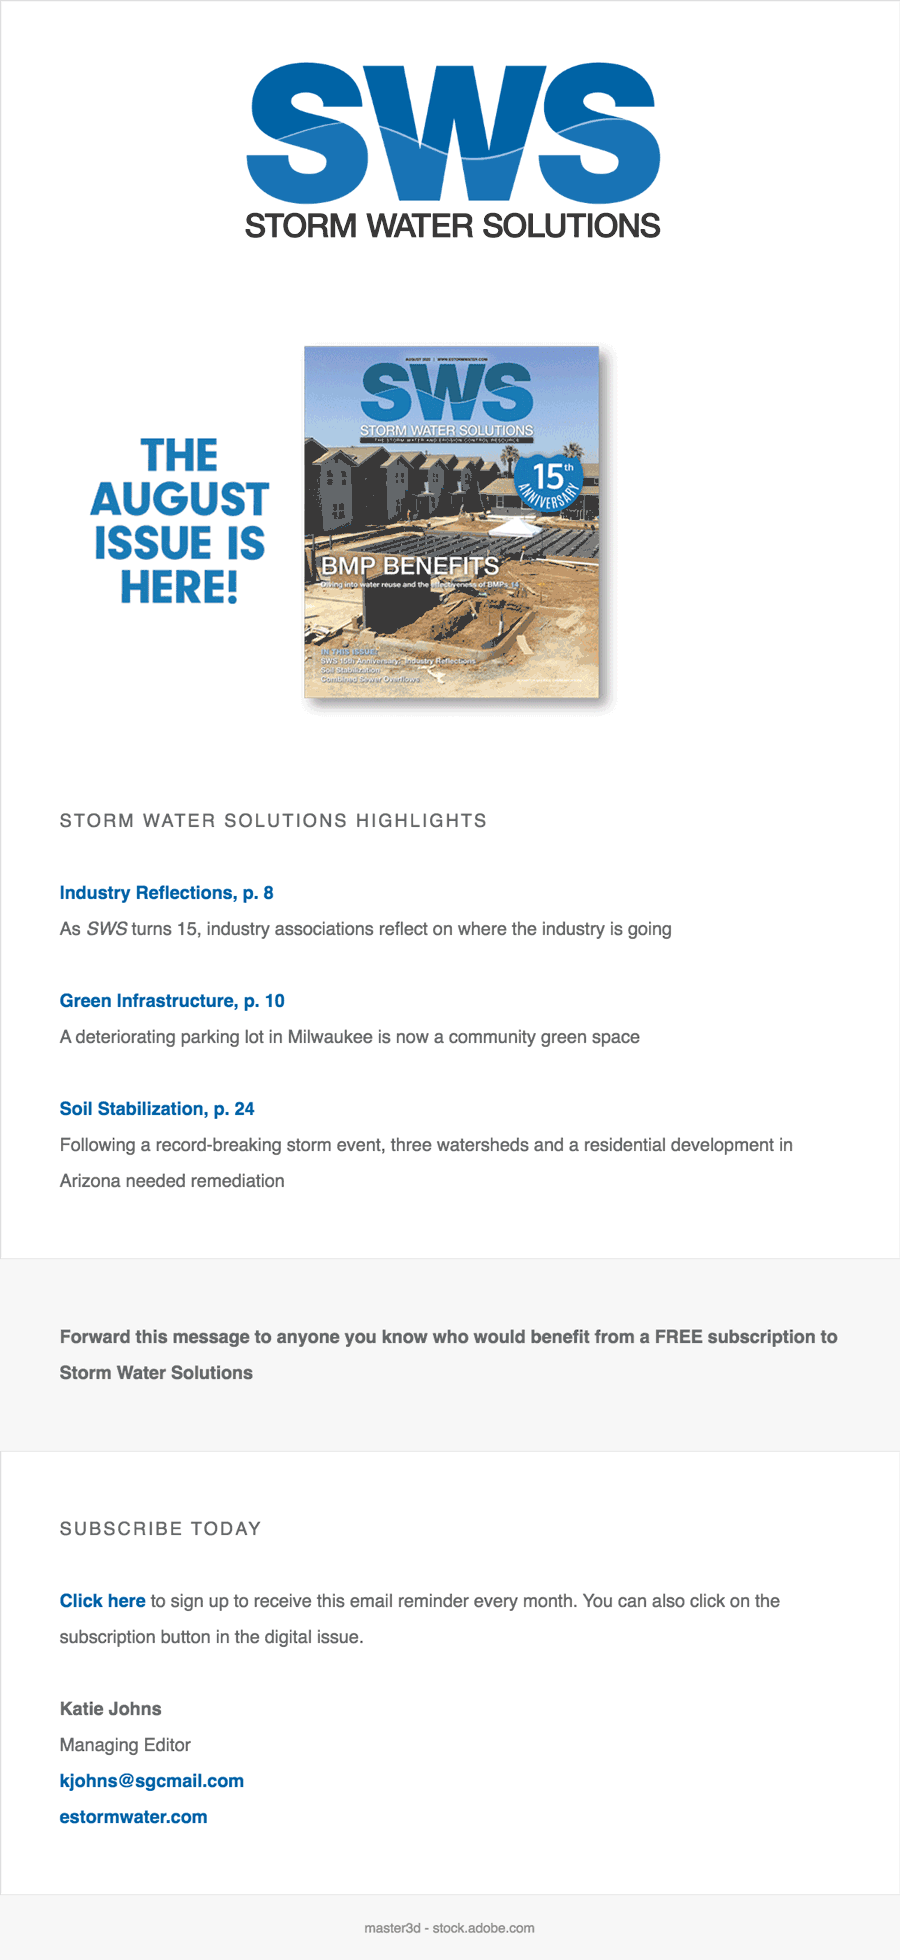 SWS
STORM WATER SOLUTIONS
THE
AUGUST
ISSUE IS
HERE!
AUGUST 2020 | WWW.ESTORMWATER.COM
SWS
STORM WATER SOLUTIONS
THE STORM WATER AND EROSION CONTROL RESOURCE
15th
ANNIVERSARY
BMP BENEFITS
Diving into water reuse and the effectiveness of BMPs 14
IN THIS ISSUE:
SWS 15th Anniversary: Industry Reflections
Soil Stabilization
Combined Sewer Overflows
STORM WATER SOLUTIONS HIGHLIGHTS
Industry Reflections, p. 8
As SWS turns 15, industry associations reflect on where the industry is going
Green Infrastructure, p. 10
A deteriorating parking lot in Milwaukee is now a community green space
Soil Stabilization, p. 24
Following a record-breaking storm event, three watersheds and a residential development in
Arizona needed remediation
Forward this message to anyone you know who would benefit from a FREE subscription to
Storm Water Solutions
SUBSCRIBE TODAY
Click here to sign up to receive this email reminder every month. You can also click on the
subscription button in the digital issue.
Katie Johns
Managing Editor
kjohns@sgcmail.com
estormwater.com
master3d - stock.adobe.com